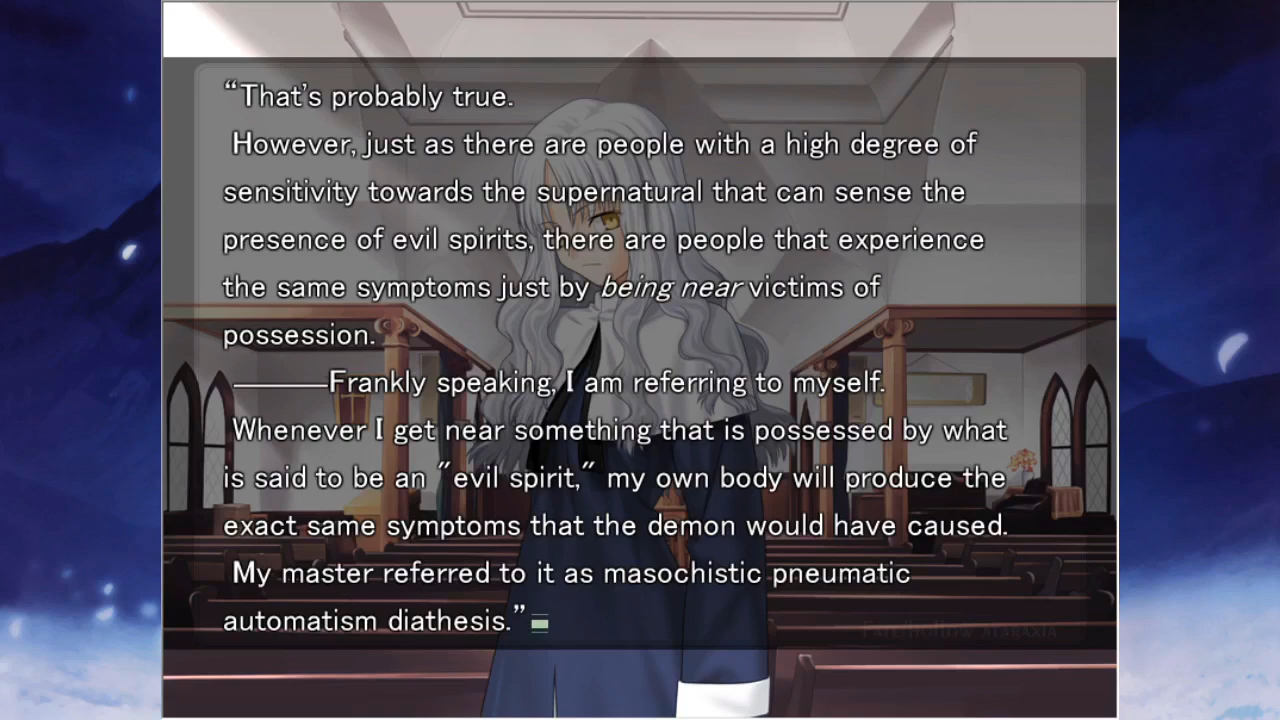 “That's probably true.
However, just as there are people with a high degree of
sensitivity towards the supernatural that can sense the
presence of evil spirits, there are people that experience
the same symptoms just by being near victims of
possession.
———Frankly speaking, I am referring to myself.
Whenever I get near something that is possessed by what
is said to be an "evil spirit," my own body will produce the
exact same symptoms that the demon would have caused.
My master referred to it as masochistic pneumatic
automatism diathesis.”
Fate/hollow ataraxia